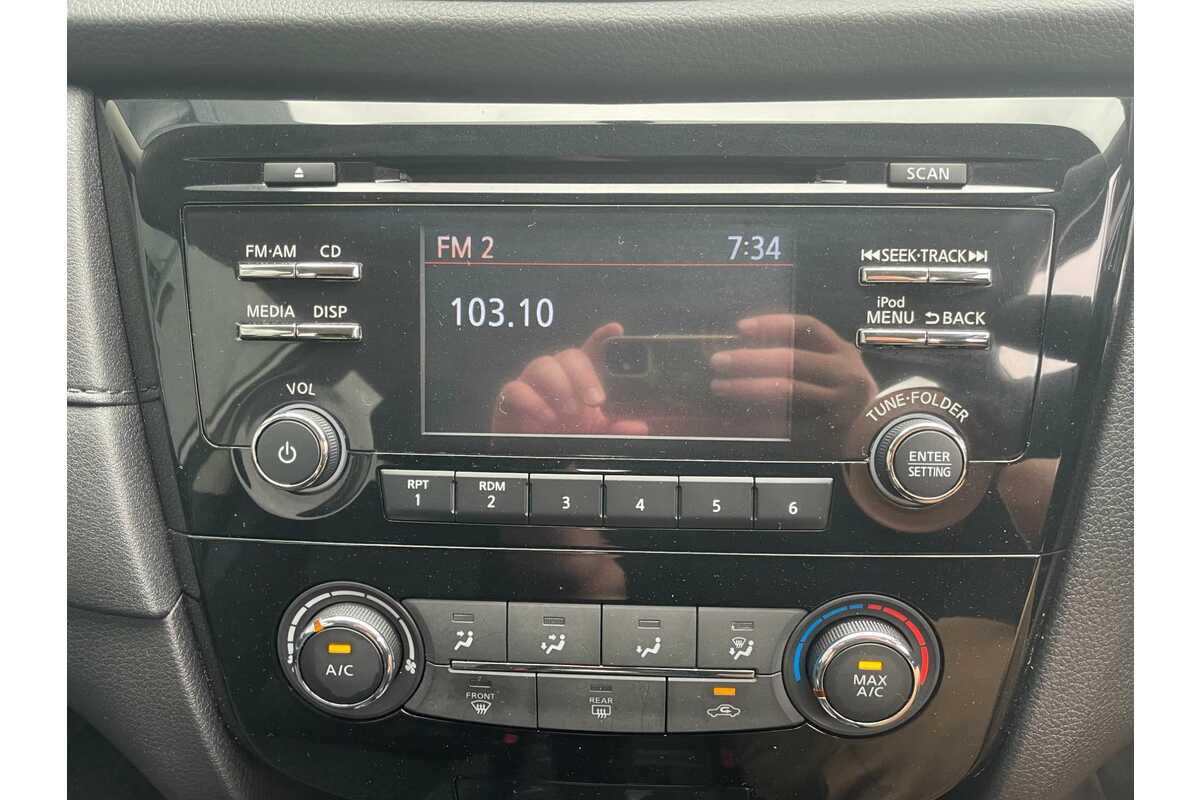 SCAN
FM·AM CD
FM 2 7:34
SEEK·TRACK
103.10
MEDIA DISP
iPod
MENU BACK
VOL
TUNE·FOLDER
ENTER
SETTING
RPT
1
RDM
2
3
4
5
6
A/C
MAX
A/C
FRONT
REAR